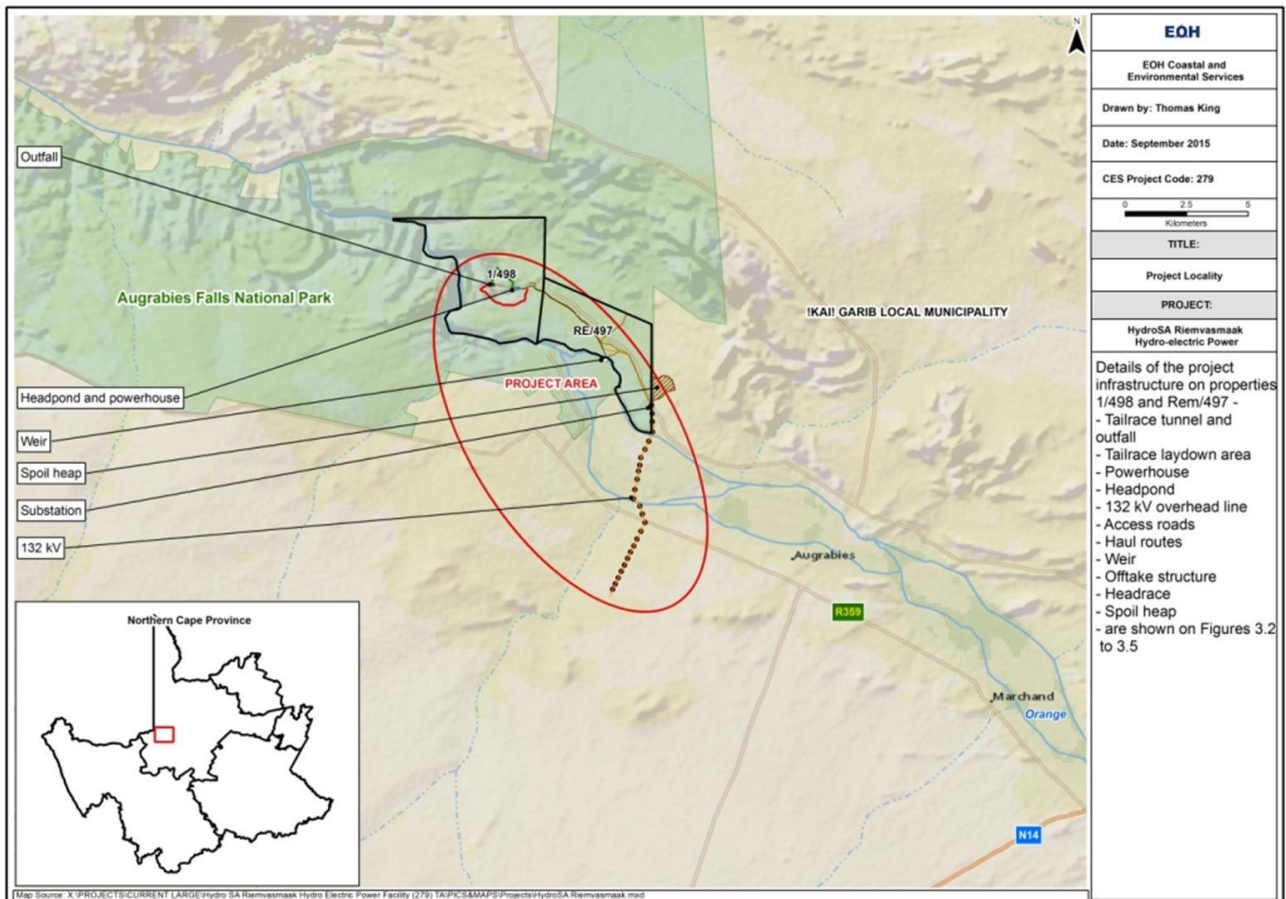 N
Outfall
1/498
Augrabies Falls National Park
!KAI! GARIB LOCAL MUNICIPALITY
RE/497
PROJECT AREA
Headpond and powerhouse
Weir
Spoil heap
Substation
132 kV
Augrabies
R359
Marchand
Orange
N14
Northern Cape Province
Map Source: X:\PROJECTS\CURRENT LARGE\Hydro SA Riemvasmaak Hydro Electric Power Facility (279) TA\PICS&MAPS\Projects\HydroSA Riemvasmaak.mxd
EOH
EOH Coastal and
Environmental Services
Drawn by: Thomas King
Date: September 2015
CES Project Code: 279
0 2.5 5
Kilometers
TITLE:
Project Locality
PROJECT:
HydroSA Riemvasmaak
Hydro-electric Power
Details of the project
infrastructure on properties
1/498 and Rem/497 -
- Tailrace tunnel and
outfall
- Tailrace laydown area
- Powerhouse
- Headpond
- 132 kV overhead line
- Access roads
- Haul routes
- Weir
- Offtake structure
- Headrace
- Spoil heap
- are shown on Figures 3.2
to 3.5